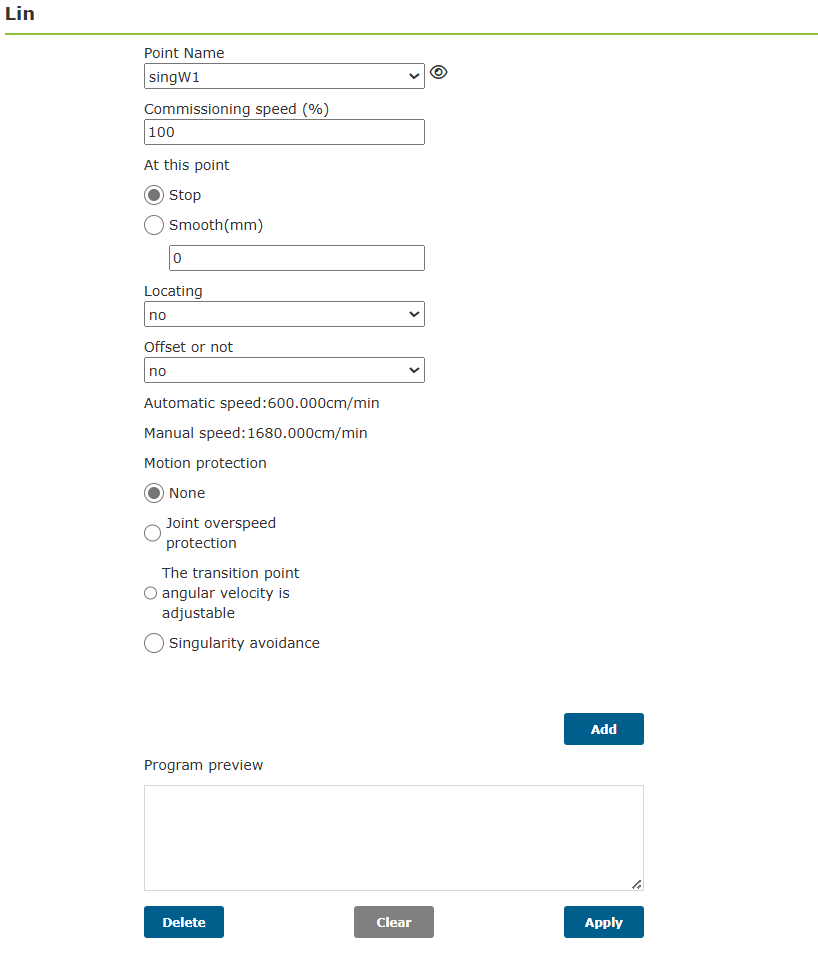 Lin
Point Name
singW1
Commissioning speed (%)
100
At this point
Stop
Smooth(mm)
0
Locating
no
Offset or not
no
Automatic speed:600.000cm/min
Manual speed:1680.000cm/min
Motion protection
None
Joint overspeed
protection
The transition point
angular velocity is
adjustable
Singularity avoidance
Add
Program preview
Delete
Clear
Apply